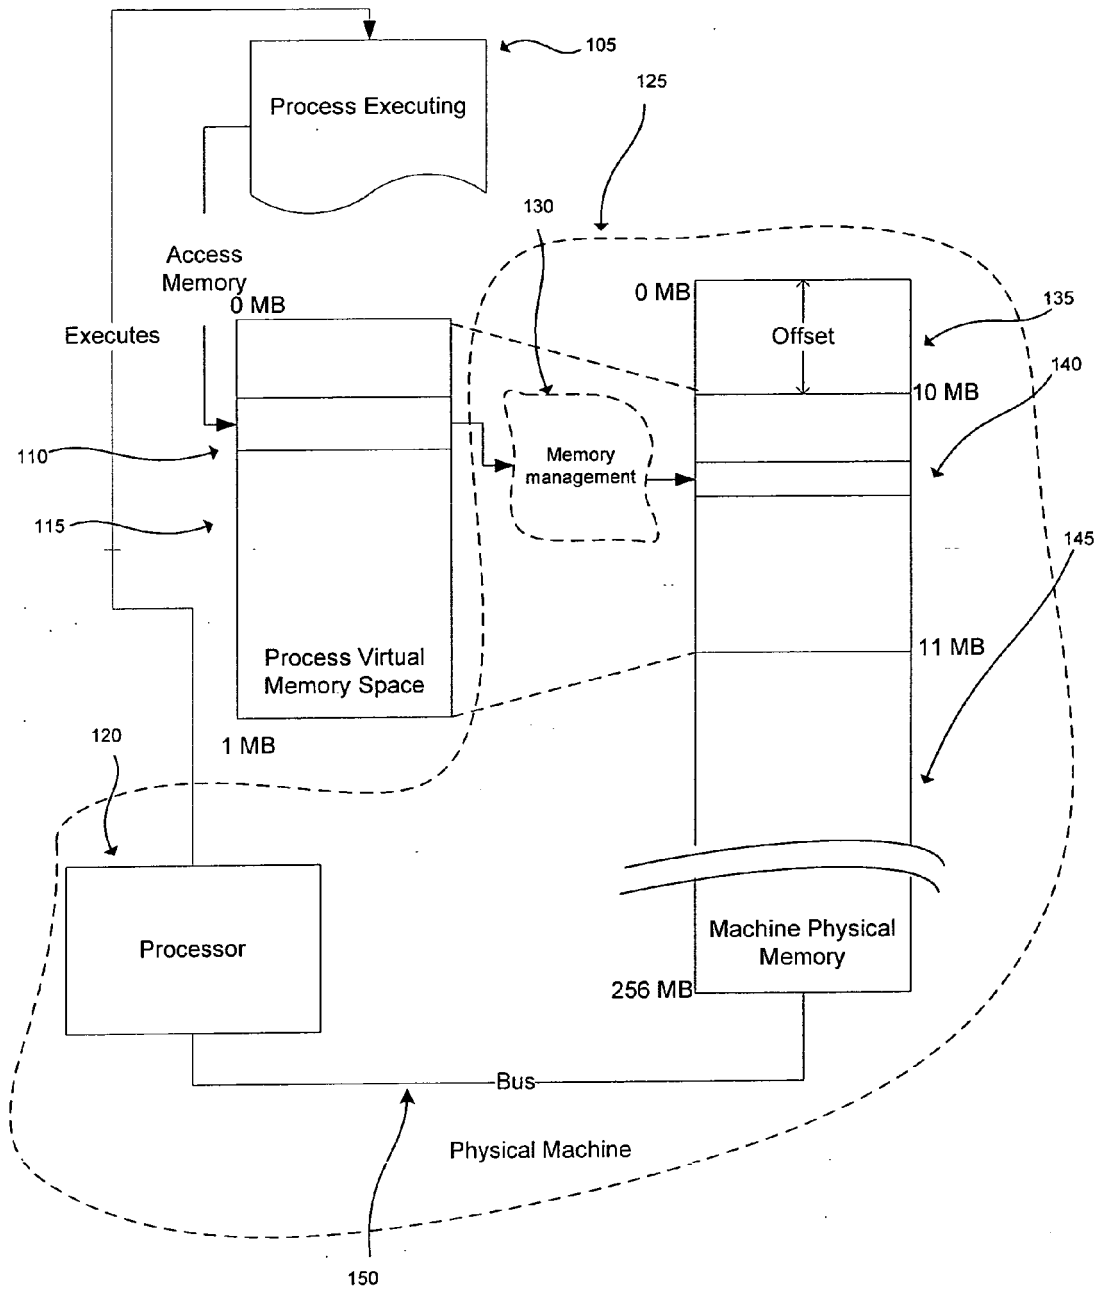 105
Process Executing
125
130
Access
Memory
0 MB
0 MB
135
Executes
Offset
140
10 MB
110
Memory
management
115
145
11 MB
Process Virtual
Memory Space
120
1 MB
Machine Physical
Memory
Processor
256 MB
Bus
Physical Machine
150